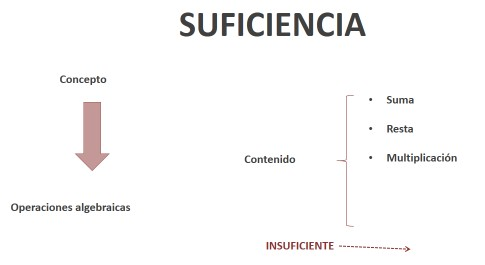 SUFICIENCIA
Concepto
Operaciones algebraicas
Contenido
• Suma
• Resta
• Multiplicación
INSUFICIENTE